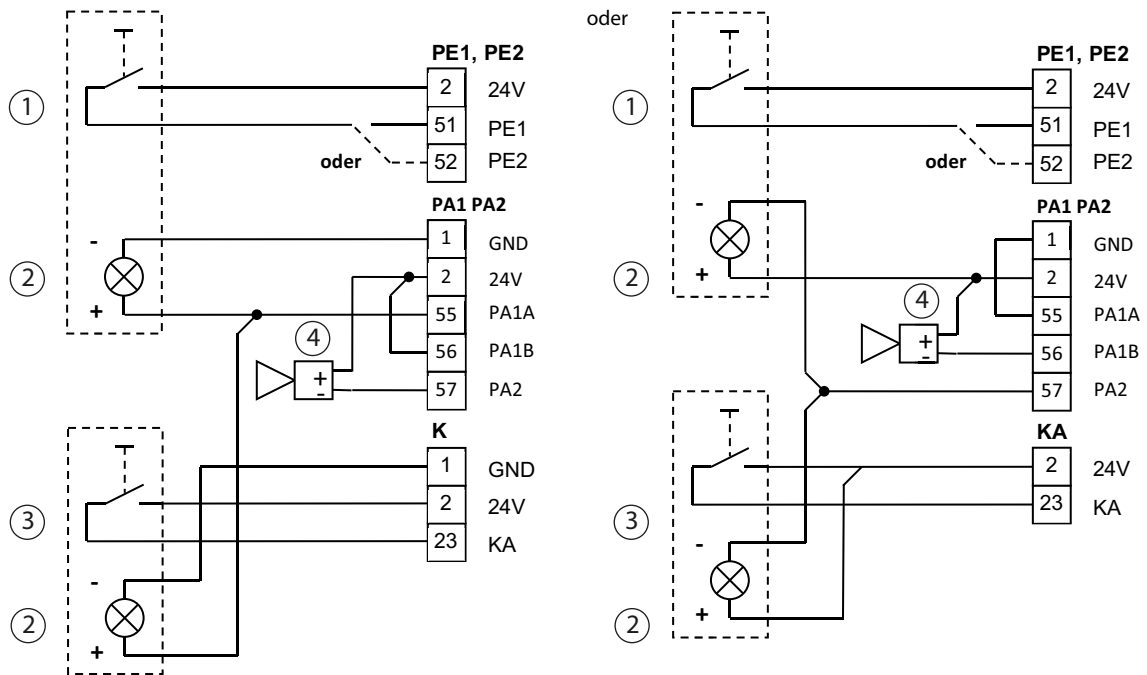 PE1, PE2
1
2 24V
51 PE1
oder 52 PE2
PA1 PA2
- 1 GND
2 2 24V
+ 55 PA1A
4 56 PA1B
+
- 57 PA2
K
1 GND
3 2 24V
23 KA
-
2
+
oder
PE1, PE2
1
2 24V
51 PE1
oder 52 PE2
PA1 PA2
- 1 GND
2 + 2 24V
4 55 PA1A
+
- 56 PA1B
57 PA2
KA
2 24V
3 23 KA
-
2
+